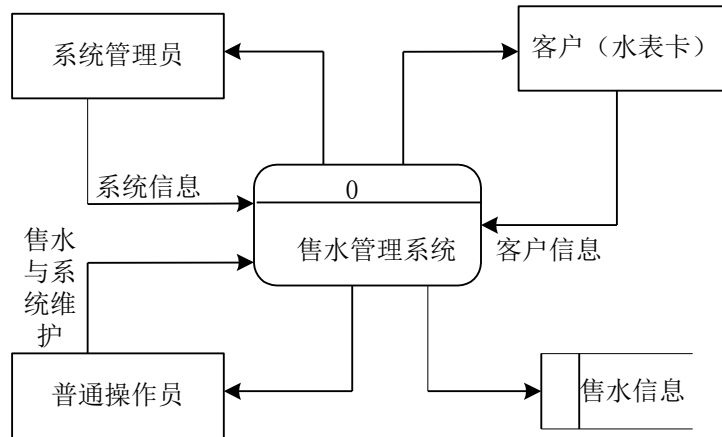 系统管理员
客户（水表卡）
系统信息
0
售水管理系统
客户信息
售水
与系
统维
护
普通操作员
售水信息